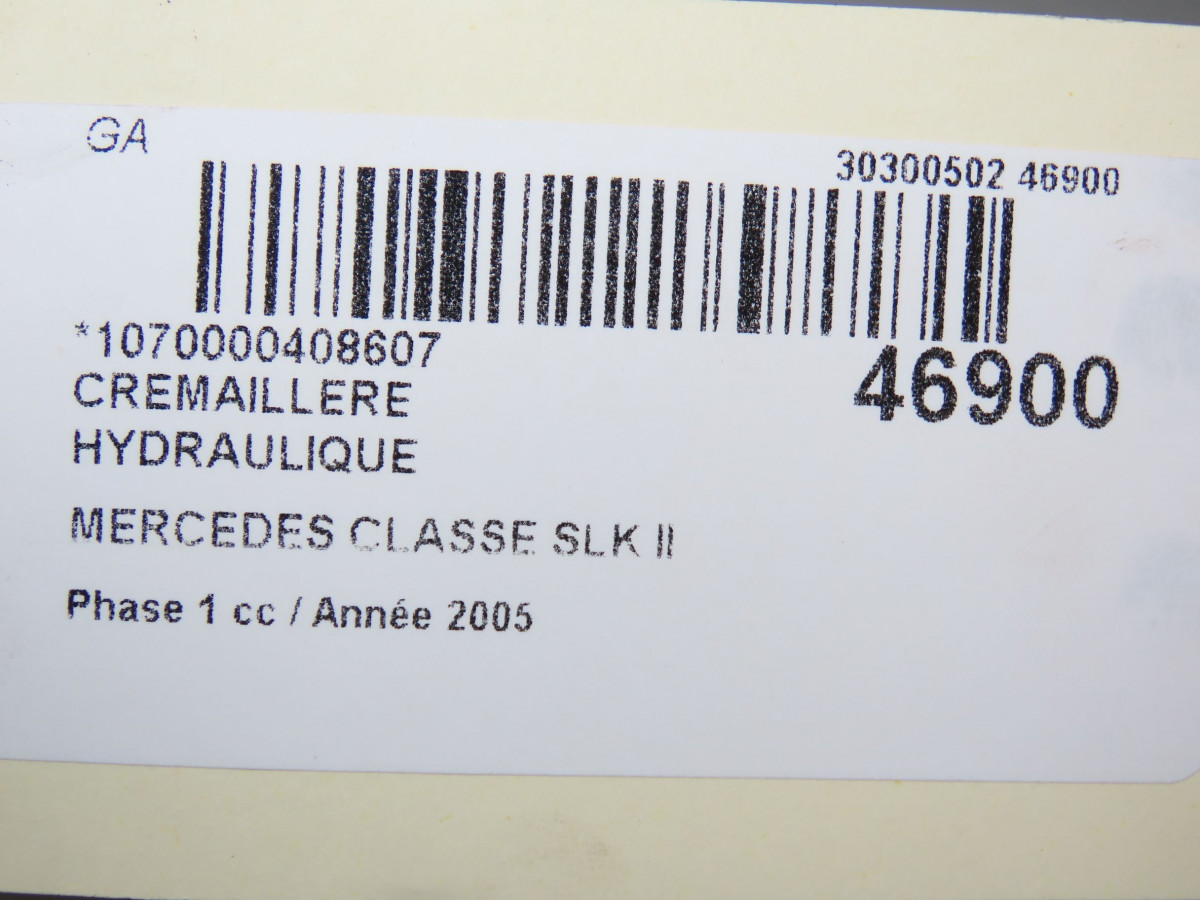 GA
30300502 46900
*1070000408607
46900
CREMAILLERE
HYDRAULIQUE
MERCEDES CLASSE SLK II
Phase 1 cc / Année 2005